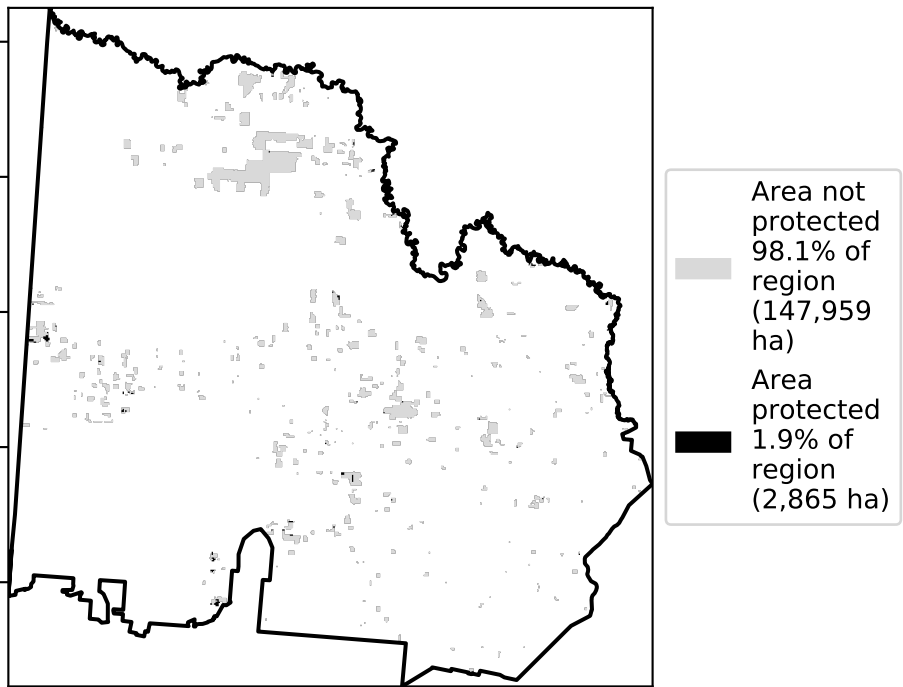 Area not
protected
98.1% of
region
(147,959
ha)
Area
protected
1.9% of
region
(2,865 ha)